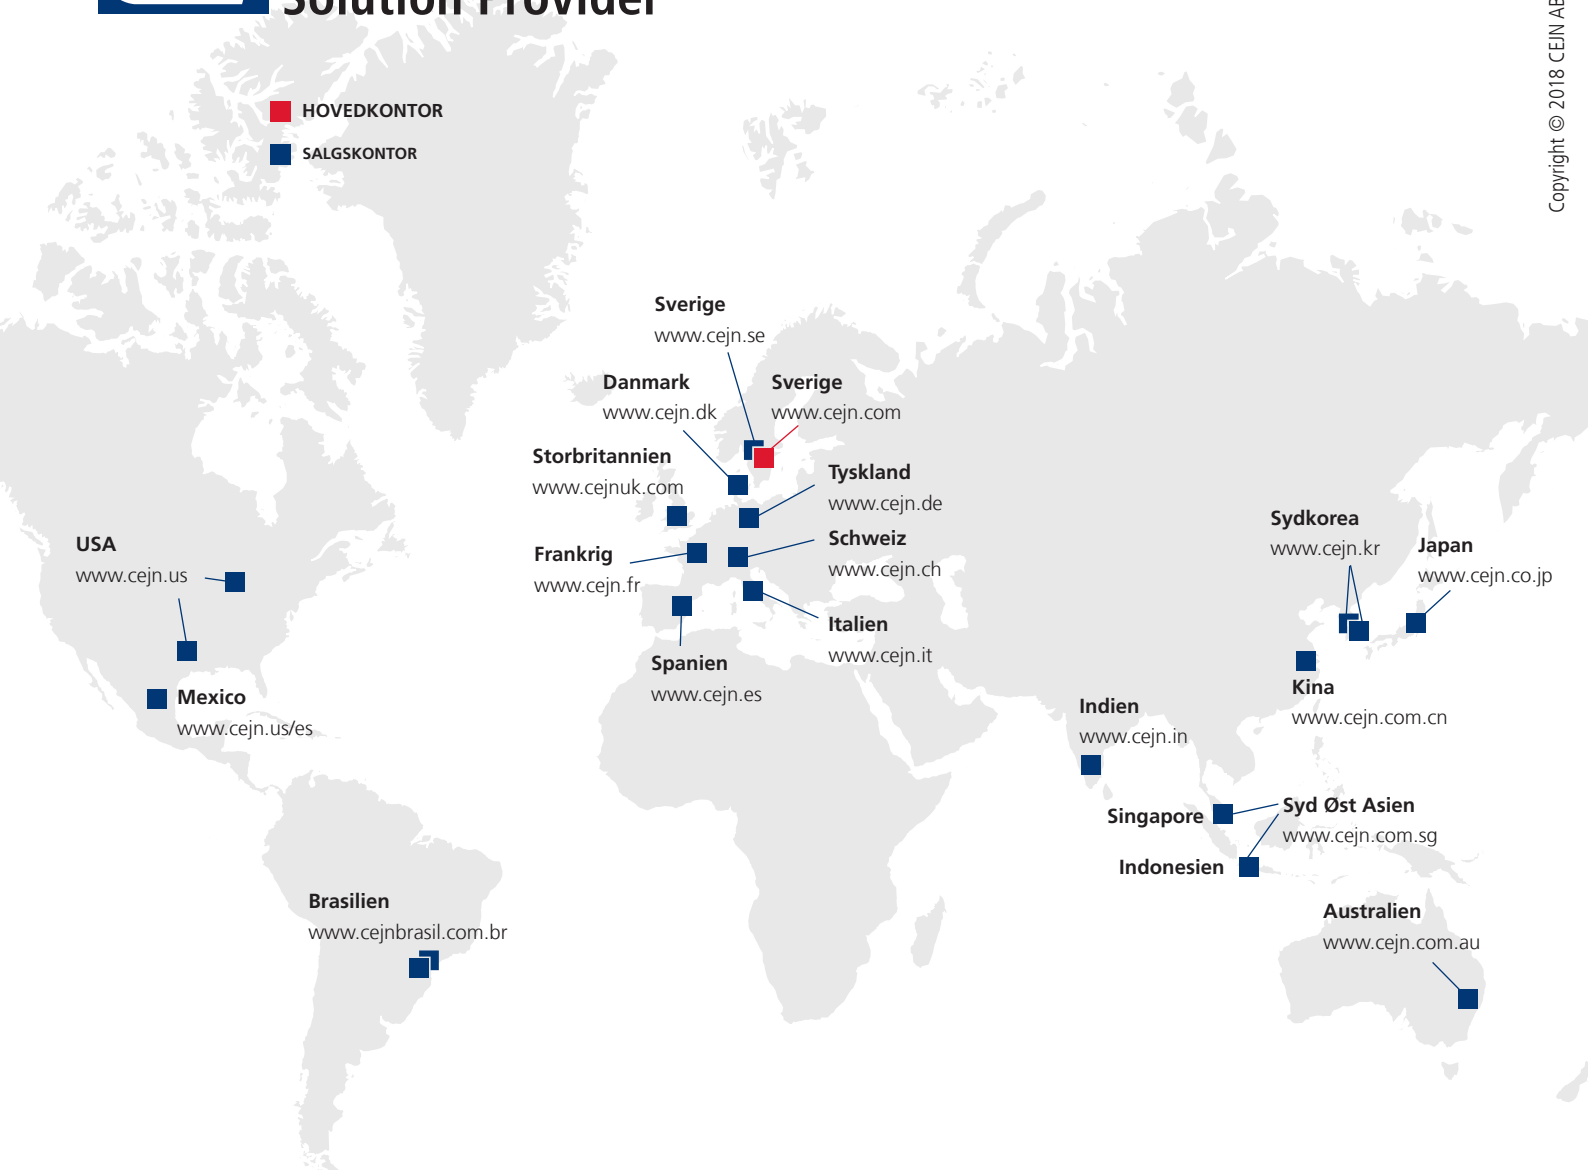 Solution Provider
Copyright © 2018 CEJN AB
HOVEDKONTOR
SALGSKONTOR
Sverige
www.cejn.se
Danmark
www.cejn.dk
Sverige
www.cejn.com
Storbritannien
www.cejnuk.com
Tyskland
www.cejn.de
Frankrig
www.cejn.fr
Schweiz
www.cejn.ch
Italien
www.cejn.it
Spanien
www.cejn.es
USA
www.cejn.us
Mexico
www.cejn.us/es
Brasilien
www.cejnbrasil.com.br
Sydkorea
www.cejn.kr
Japan
www.cejn.co.jp
Kina
www.cejn.com.cn
Indien
www.cejn.in
Singapore
Syd Øst Asien
www.cejn.com.sg
Indonesien
Australien
www.cejn.com.au